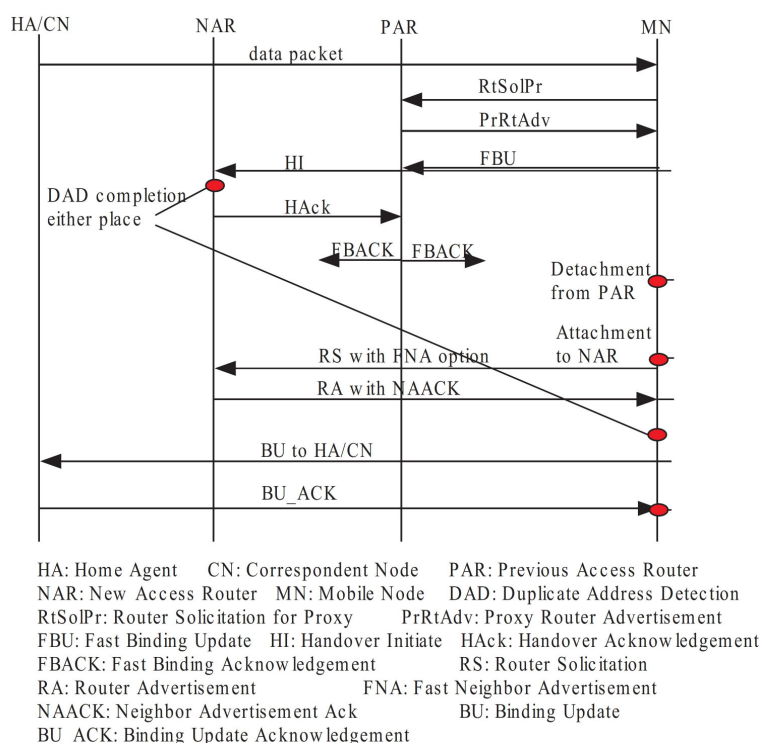 HA/CN NAR PAR MN
data packet
RtSolPr
PrRtAdv
HI FBU
DAD completion
either place
HAck
FBACK FBACK
Detachment
from PAR
Attachment
to NAR
RS with FNA option
RA with NAACK
BU to HA/CN
BU_ACK
HA: Home Agent CN: Correspondent Node PAR: Previous Access Router
NAR: New Access Router MN: Mobile Node DAD: Duplicate Address Detection
RtSolPr: Router Solicitation for Proxy PrRtAdv: Proxy Router Advertisement
FBU: Fast Binding Update HI: Handover Initiate HAck: Handover Acknowledgement
FBACK: Fast Binding Acknowledgement RS: Router Solicitation
RA: Router Advertisement FNA: Fast Neighbor Advertisement
NAACK: Neighbor Advertisement Ack BU: Binding Update
BU_ACK: Binding Update Acknowledgement